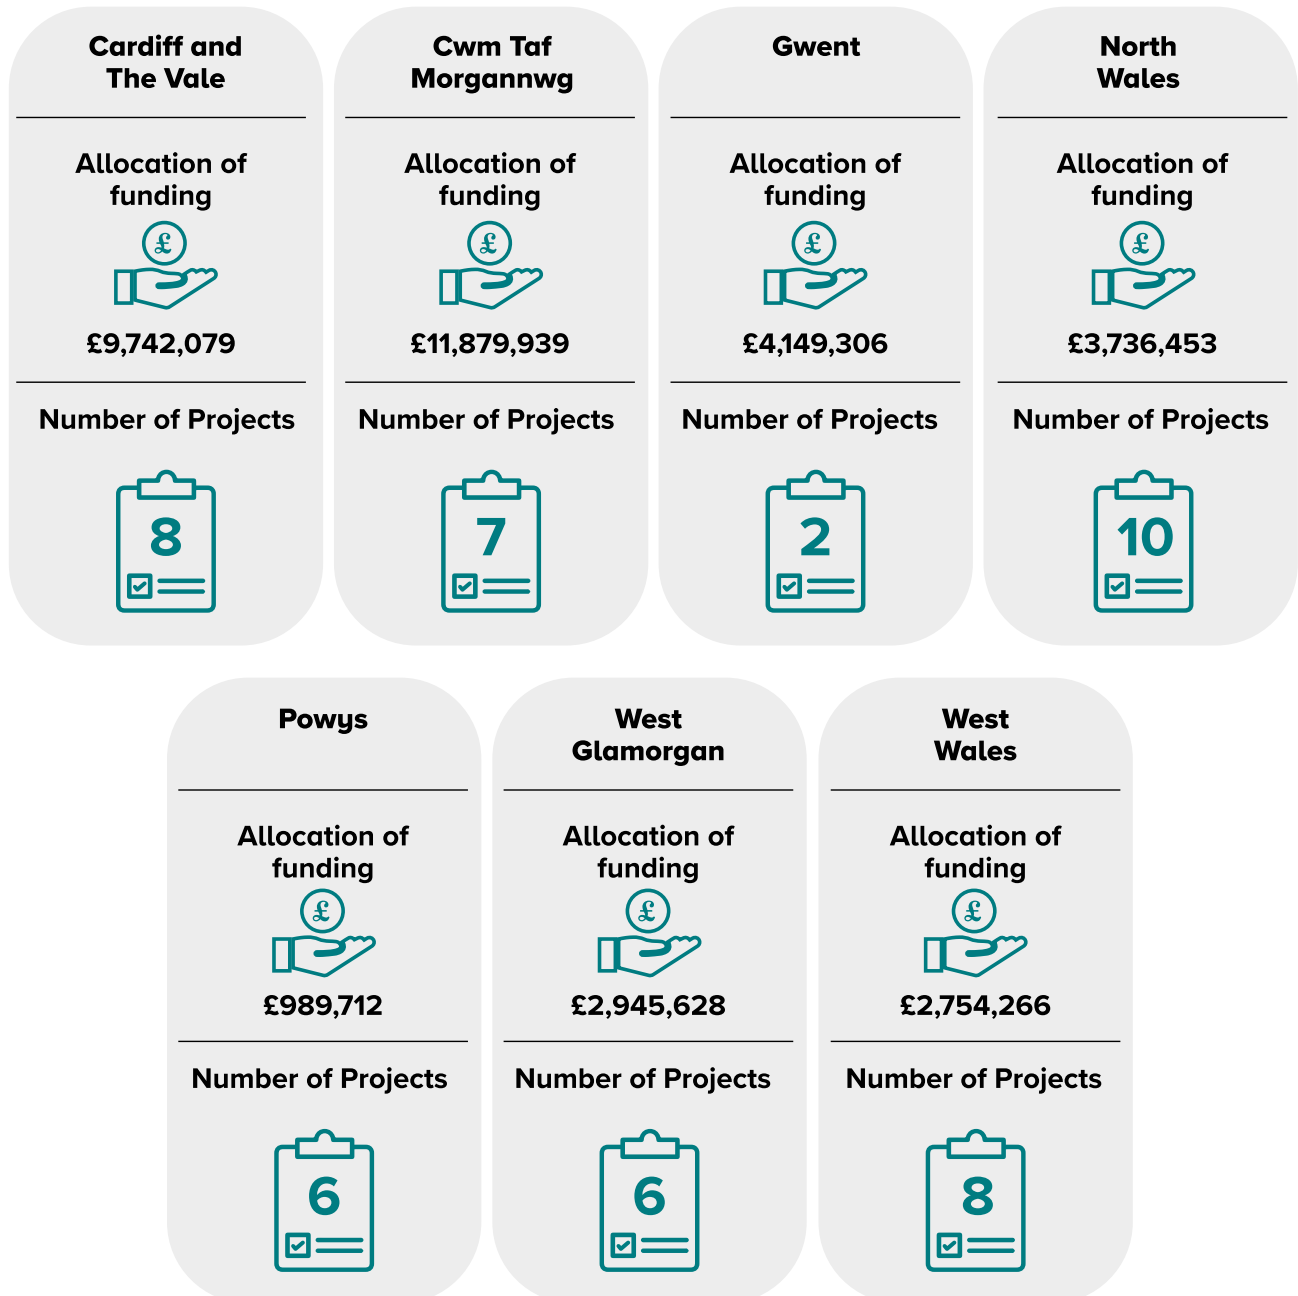 Cardiff and
The Vale
Allocation of
funding
£
£9,742,079
Number of Projects
8
Cwm Taf
Morgannwg
Allocation of
funding
£
£11,879,939
Number of Projects
7
Gwent
Allocation of
funding
£
£4,149,306
Number of Projects
2
North
Wales
Allocation of
funding
£
£3,736,453
Number of Projects
10
Powys
Allocation of
funding
£
£989,712
Number of Projects
6
West
Glamorgan
Allocation of
funding
£
£2,945,628
Number of Projects
6
West
Wales
Allocation of
funding
£
£2,754,266
Number of Projects
8